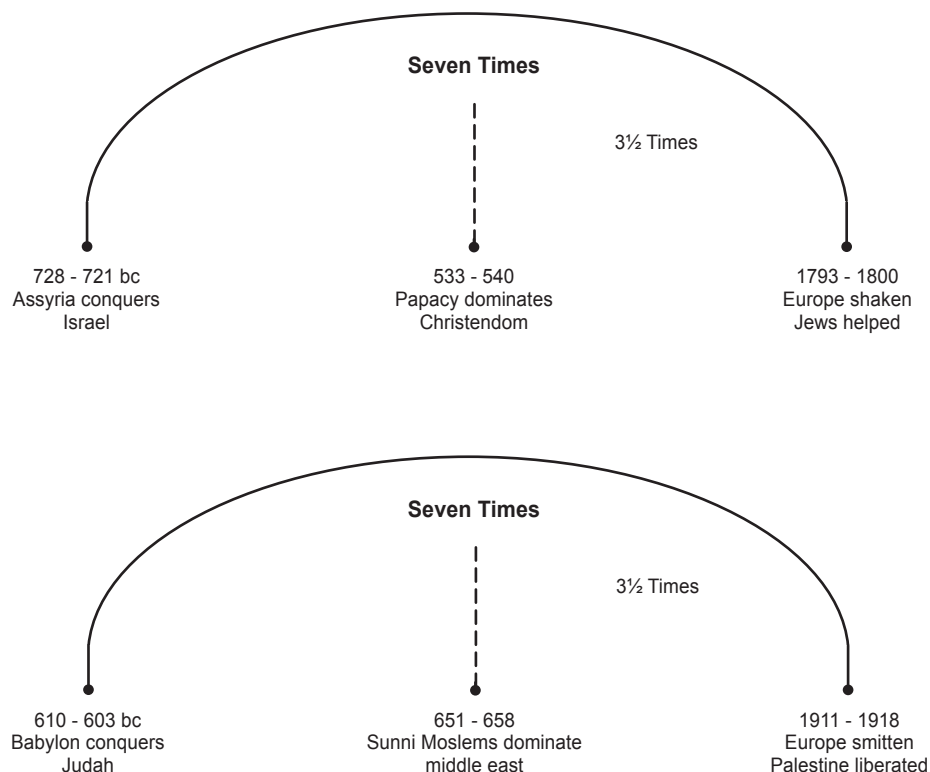 Seven Times
3½ Times
728 - 721 bc
Assyria conquers
Israel
533 - 540
Papacy dominates
Christendom
1793 - 1800
Europe shaken
Jews helped
Seven Times
3½ Times
610 - 603 bc
Babylon conquers
Judah
651 - 658
Sunni Moslems dominate
middle east
1911 - 1918
Europe smitten
Palestine liberated